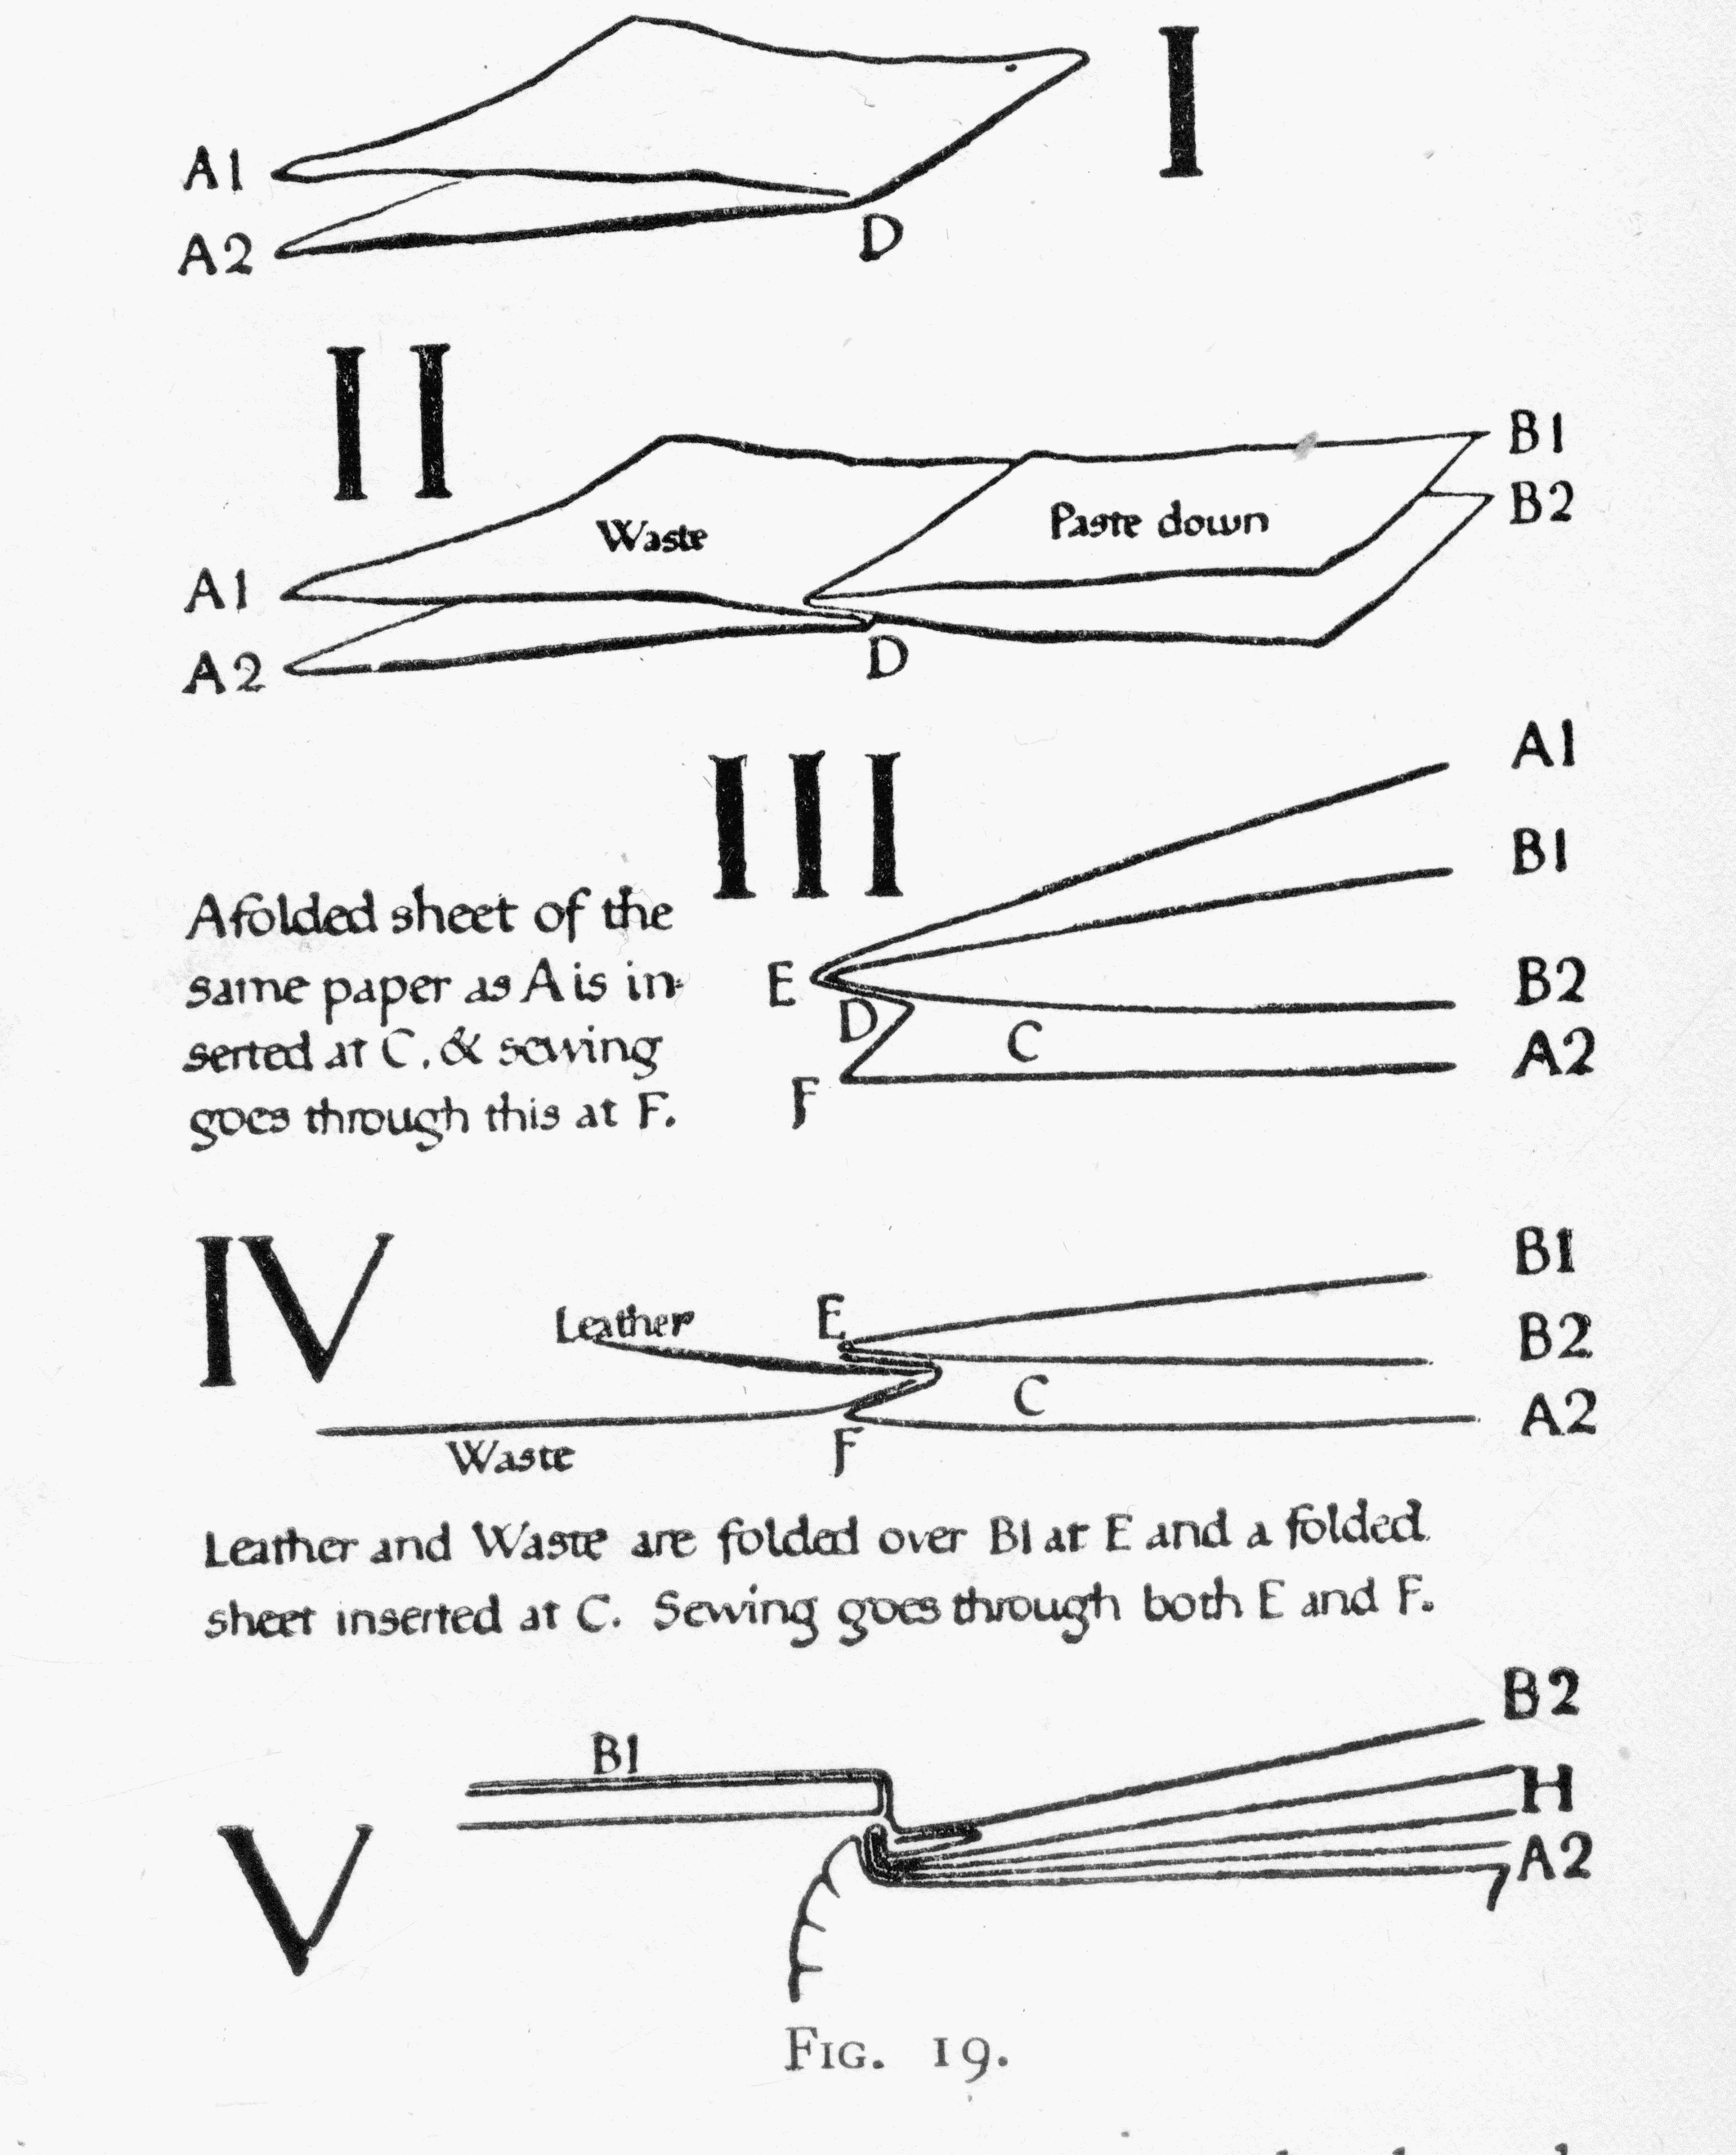 I
A1
A2
D
II
B1
B2
Waste
Paste down
A1
A2
D
III
A1
B1
B2
A2
E
D
C
F
A folded sheet of the
same paper as A is in-
serted at C, & sewing
goes through this at F.
IV
B1
B2
A2
Leather
E
C
F
Waste
Leather and Waste are folded over B1 at E and a folded
sheet inserted at C. Sewing goes through both E and F.
V
B1
B2
H
A2
FIG. 19.